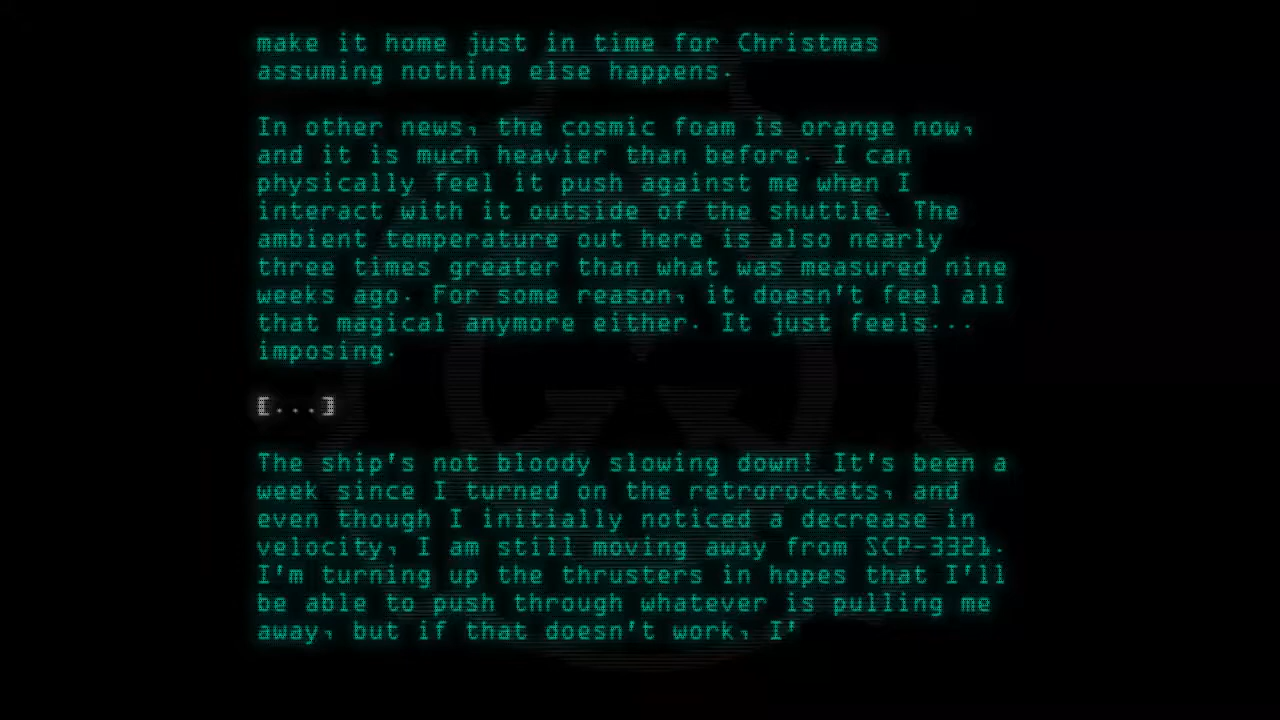 make it home just in time for Christmas
assuming nothing else happens.
In other news, the cosmic foam is orange now,
and it is much heavier than before. I can
physically feel it push against me when I
interact with it outside of the shuttle. The
ambient temperature out here is also nearly
three times greater than what was measured nine
weeks ago. For some reason, it doesn't feel all
that magical anymore either. It just feels...
imposing.
[...]
The ship's not bloody slowing down! It's been a
week since I turned on the retrorockets, and
even though I initially noticed a decrease in
velocity, I am still moving away from SCP-3321.
I'm turning up the thrusters in hopes that I'll
be able to push through whatever is pulling me
away, but if that doesn't work, I'